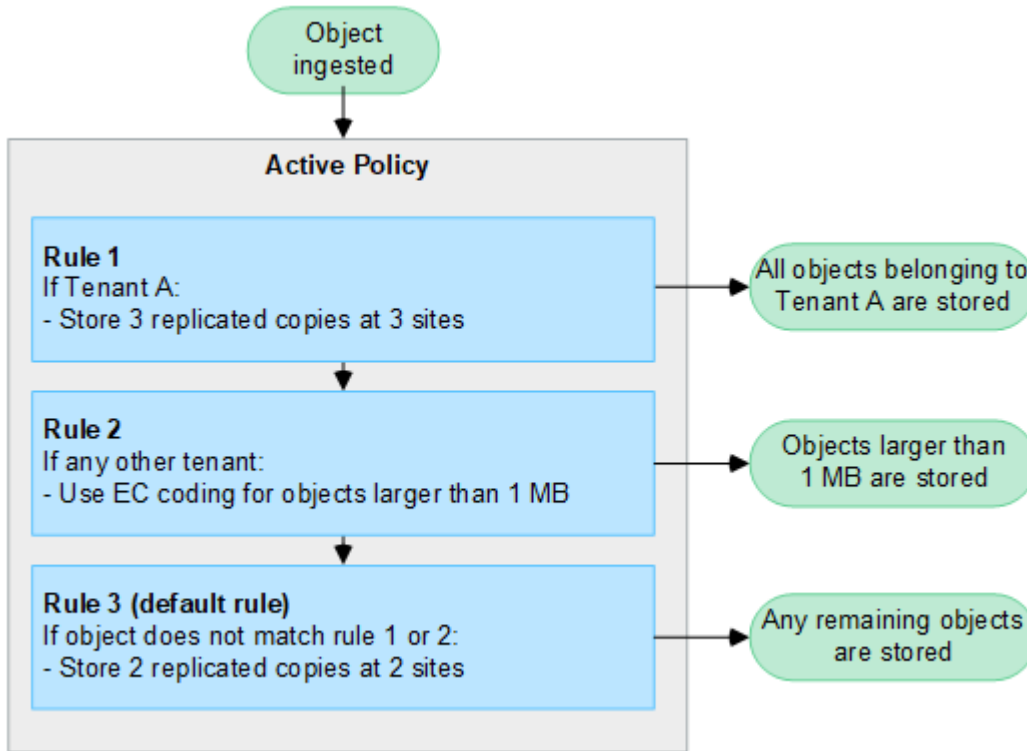 Object
ingested
Active Policy
Rule 1
If Tenant A:
- Store 3 replicated copies at 3 sites
All objects belonging to
Tenant A are stored
Rule 2
If any other tenant:
- Use EC coding for objects larger than 1 MB
Objects larger than
1 MB are stored
Rule 3 (default rule)
If object does not match rule 1 or 2:
- Store 2 replicated copies at 2 sites
Any remaining objects
are stored